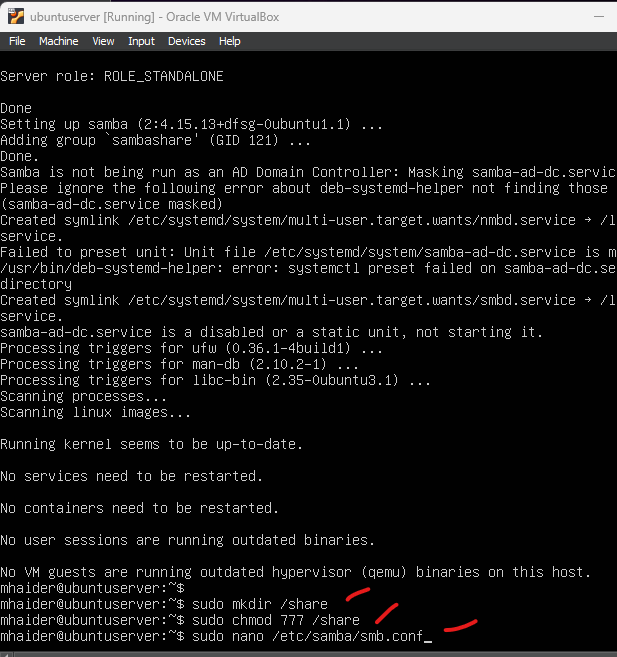 ubuntuserver [Running] - Oracle VM VirtualBox
File Machine View Input Devices Help
Server role: ROLE_STANDALONE
Done
Setting up samba (2:4.15.13+dfsg-0ubuntu1.1) ...
Adding group `sambashare' (GID 121) ...
Done.
Samba is not being run as an AD Domain Controller: Masking samba-ad-dc.servic
Please ignore the following error about deb-systemd-helper not finding those
(samba-ad-dc.service masked)
Created symlink /etc/systemd/system/multi-user.target.wants/nmbd.service → /l
service.
Failed to preset unit: Unit file /etc/systemd/system/samba-ad-dc.service is m
/usr/bin/deb-systemd-helper: error: systemctl preset failed on samba-ad-dc.se
directory
Created symlink /etc/systemd/system/multi-user.target.wants/smbd.service → /l
service.
samba-ad-dc.service is a disabled or a static unit, not starting it.
Processing triggers for ufw (0.36.1-4build1) ...
Processing triggers for man-db (2.10.2-1) ...
Processing triggers for libc-bin (2.35-0ubuntu3.1) ...
Scanning processes...
Scanning linux images...
Running kernel seems to be up-to-date.
No services need to be restarted.
No containers need to be restarted.
No user sessions are running outdated binaries.
No VM guests are running outdated hypervisor (qemu) binaries on this host.
mhaider@ubuntuserver:~$
mhaider@ubuntuserver:~$ sudo mkdir /share
mhaider@ubuntuserver:~$ sudo chmod 777 /share
mhaider@ubuntuserver:~$ sudo nano /etc/samba/smb.conf_